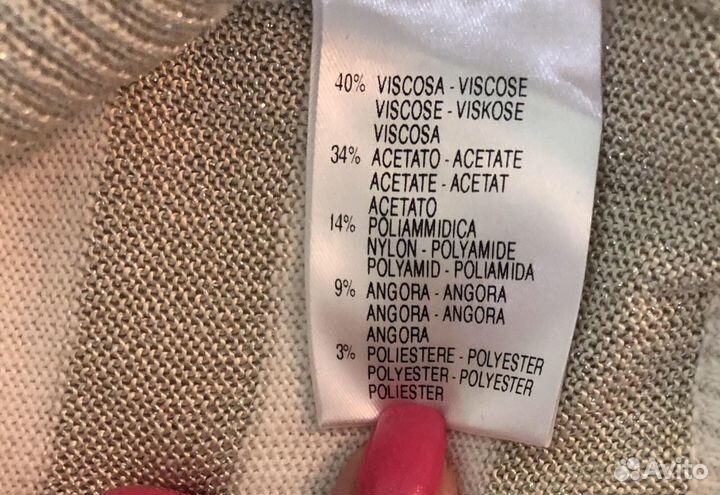 40% VISCOSA - VISCOSE
VISCOSE - VISKOSE
VISCOSA
34% ACETATO - ACETATE
ACETATE - ACETAT
ACETATO
14% POLIAMMIDICA
NYLON - POLYAMIDE
POLYAMID - POLIAMIDA
9% ANGORA - ANGORA
ANGORA - ANGORA
ANGORA
3% POLIESTERE - POLYESTER
POLYESTER - POLYESTER
POLIESTER
Avito